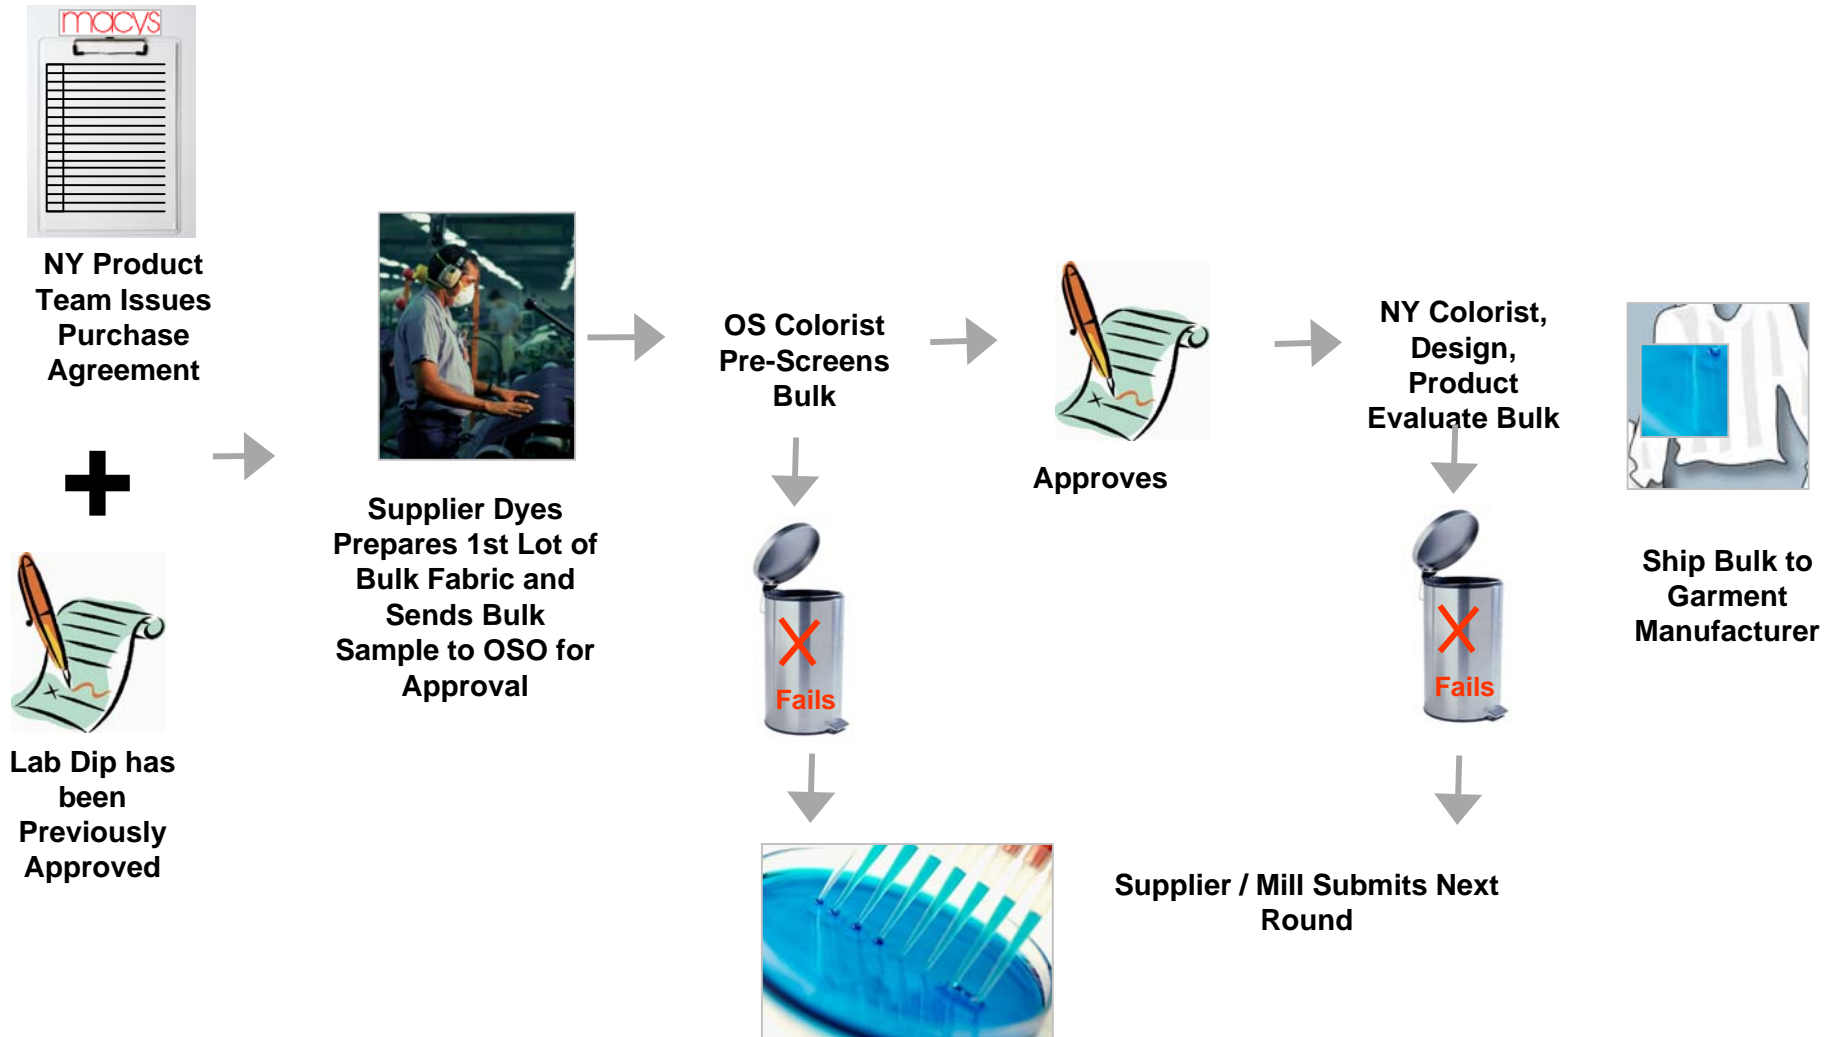 macys
NY Product
Team Issues
Purchase
Agreement
Lab Dip has
been
Previously
Approved
Supplier Dyes
Prepares 1st Lot of
Bulk Fabric and
Sends Bulk
Sample to OSO for
Approval
OS Colorist
Pre-Screens
Bulk
Fails
Approves
NY Colorist,
Design,
Product
Evaluate Bulk
Fails
Supplier / Mill Submits Next
Round
Ship Bulk to
Garment
Manufacturer